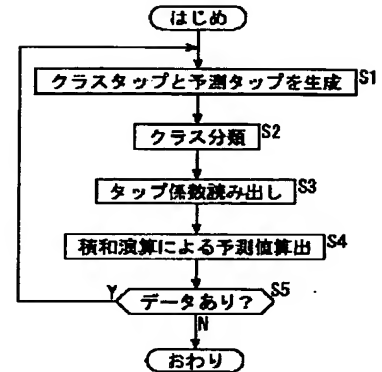 はじめ
クラスタップと予測タップを生成 S1
クラス分類 S2
タップ係数読み出し S3
積和演算による予測値算出 S4
データあり? S5
Y
N
おわり